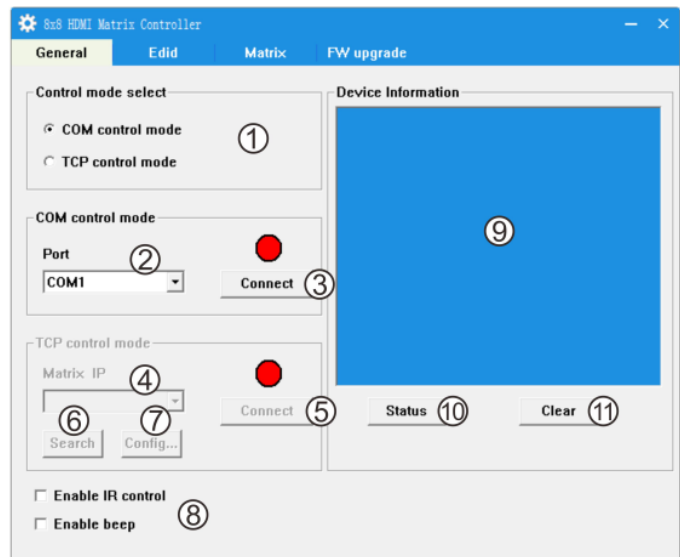 8x8 HDMI Matrix Controller
General Edid Matrix FW upgrade
Control mode select
COM control mode
①
TCP control mode
COM control mode
Port
②
COM1
Connect ③
TCP control mode
Matrix IP
④
Connect ⑤
⑥ ⑦
Search Config...
Enable IR control
Enable beep
⑧
Device Information
⑨
Status ⑩ Clear ⑪